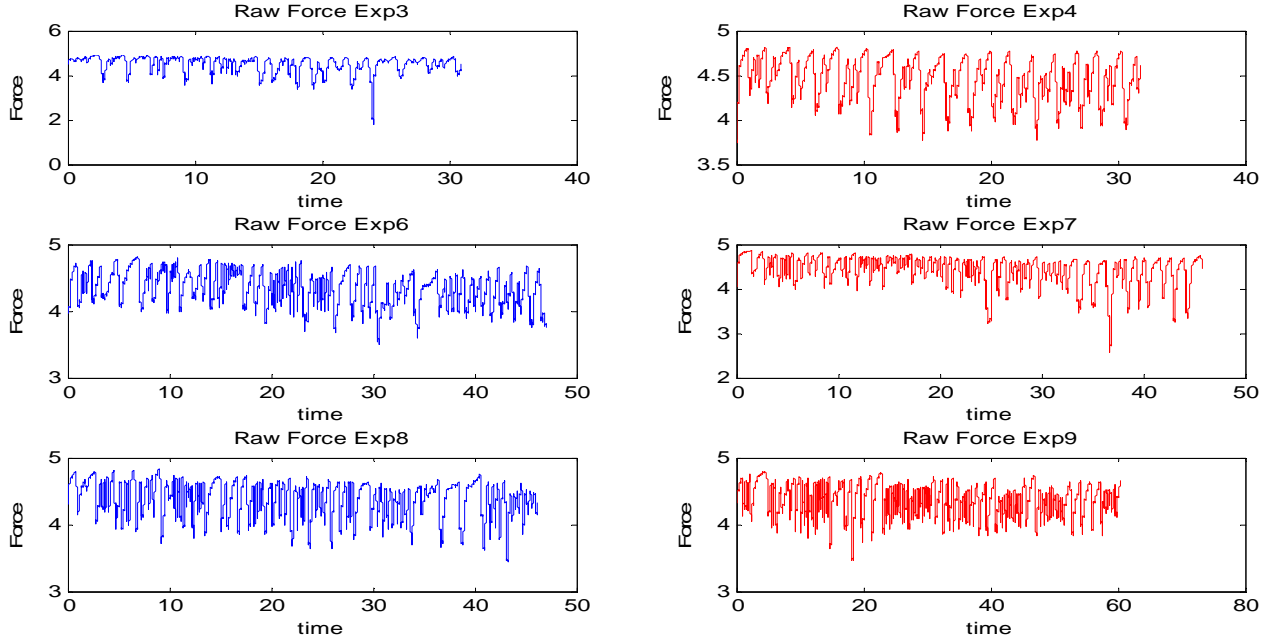 Raw Force Exp3
6
4
2
0
Force
0 10 20 30 40
time
Raw Force Exp4
5
4.5
4
3.5
Force
0 10 20 30 40
time
Raw Force Exp6
5
4
3
Force
0 10 20 30 40 50
time
Raw Force Exp7
5
4
3
2
Force
0 10 20 30 40 50
time
Raw Force Exp8
5
4
3
Force
0 10 20 30 40 50
time
Raw Force Exp9
5
4
3
Force
0 20 40 60 80
time